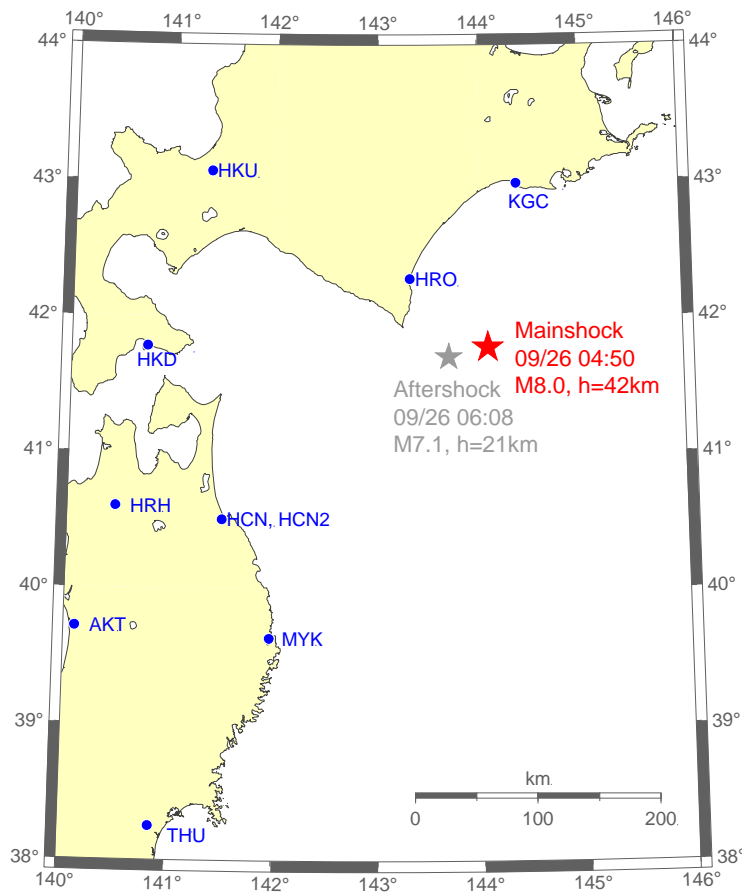 140° 141° 142° 143° 144° 145° 146°
44° 44°
HKU
43° 43°
KGC
HRO
42° 42°
HKD
Mainshock
09/26 04:50
M8.0, h=42km
Aftershock
09/26 06:08
M7.1, h=21km
41° 41°
HRH
HCN, HCN2
40° 40°
AKT
MYK
39° 39°
km
0 100 200
THU
38° 38°
140° 141° 142° 143° 144° 145° 146°